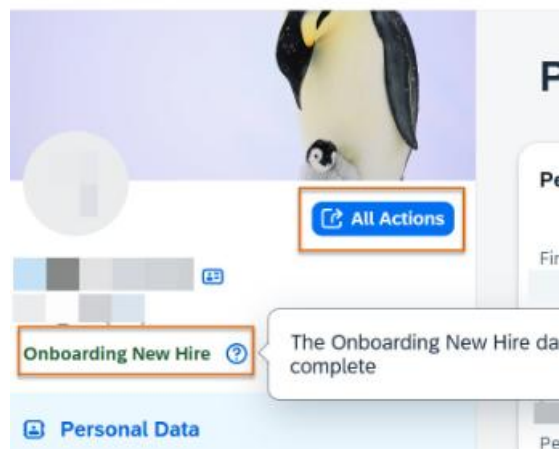 P
Pe
All Actions
Fir
Onboarding New Hire
The Onboarding New Hire da
complete
Personal Data
Pe